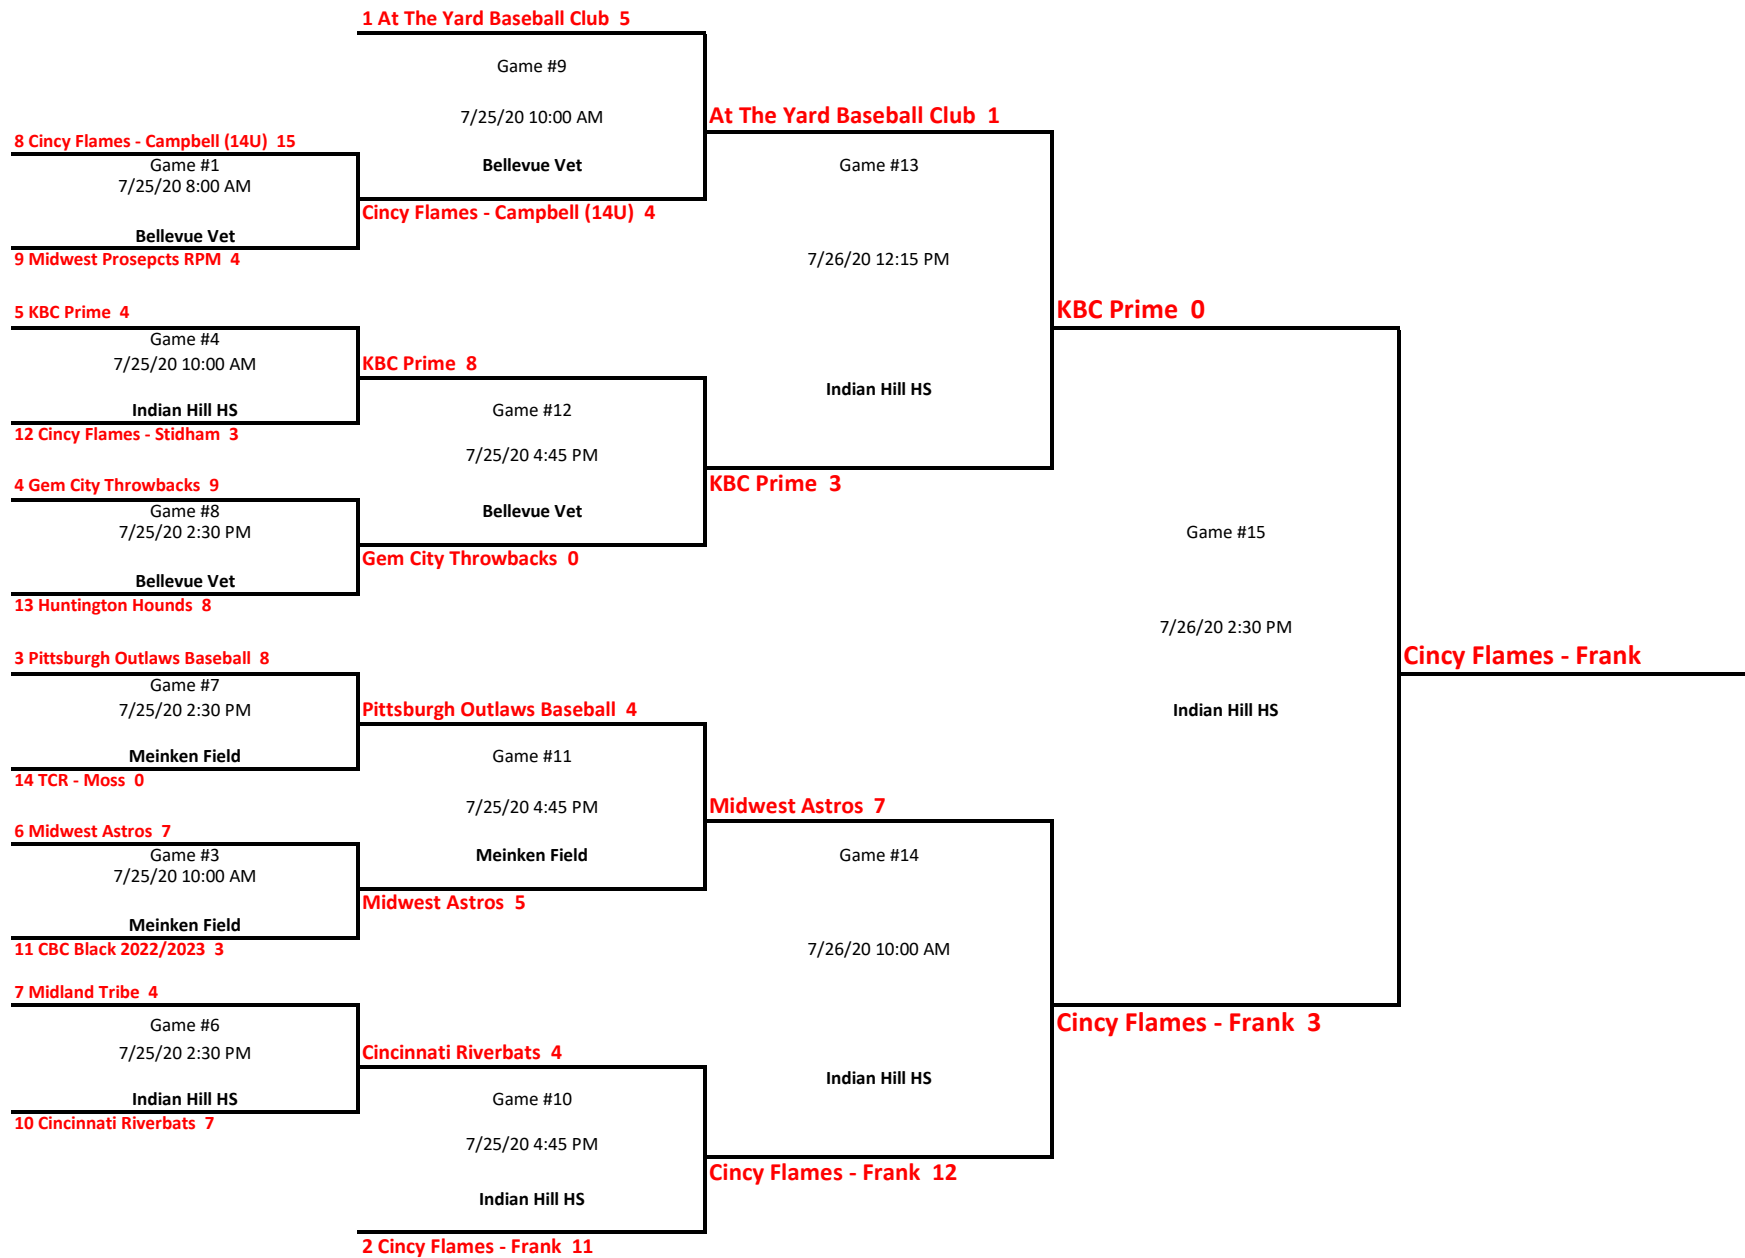 1 At The Yard Baseball Club 5
Game #9
7/25/20 10:00 AM
Bellevue Vet
Cincy Flames - Campbell (14U) 4
8 Cincy Flames - Campbell (14U) 15
Game #1
7/25/20 8:00 AM
Bellevue Vet
9 Midwest Prosepcts RPM 4
5 KBC Prime 4
Game #4
7/25/20 10:00 AM
Indian Hill HS
12 Cincy Flames - Stidham 3
KBC Prime 8
Game #12
7/25/20 4:45 PM
Bellevue Vet
Gem City Throwbacks 0
4 Gem City Throwbacks 9
Game #8
7/25/20 2:30 PM
Bellevue Vet
13 Huntington Hounds 8
3 Pittsburgh Outlaws Baseball 8
Game #7
7/25/20 2:30 PM
Meinken Field
14 TCR - Moss 0
Pittsburgh Outlaws Baseball 4
Game #11
7/25/20 4:45 PM
Meinken Field
Midwest Astros 5
6 Midwest Astros 7
Game #3
7/25/20 10:00 AM
Meinken Field
11 CBC Black 2022/2023 3
7 Midland Tribe 4
Game #6
7/25/20 2:30 PM
Indian Hill HS
10 Cincinnati Riverbats 7
Cincinnati Riverbats 4
Game #10
7/25/20 4:45 PM
Indian Hill HS
2 Cincy Flames - Frank 11
At The Yard Baseball Club 1
Game #13
7/26/20 12:15 PM
Indian Hill HS
KBC Prime 3
Midwest Astros 7
Game #14
7/26/20 10:00 AM
Indian Hill HS
Cincy Flames - Frank 12
KBC Prime 0
Game #15
7/26/20 2:30 PM
Indian Hill HS
Cincy Flames - Frank 3
Cincy Flames - Frank